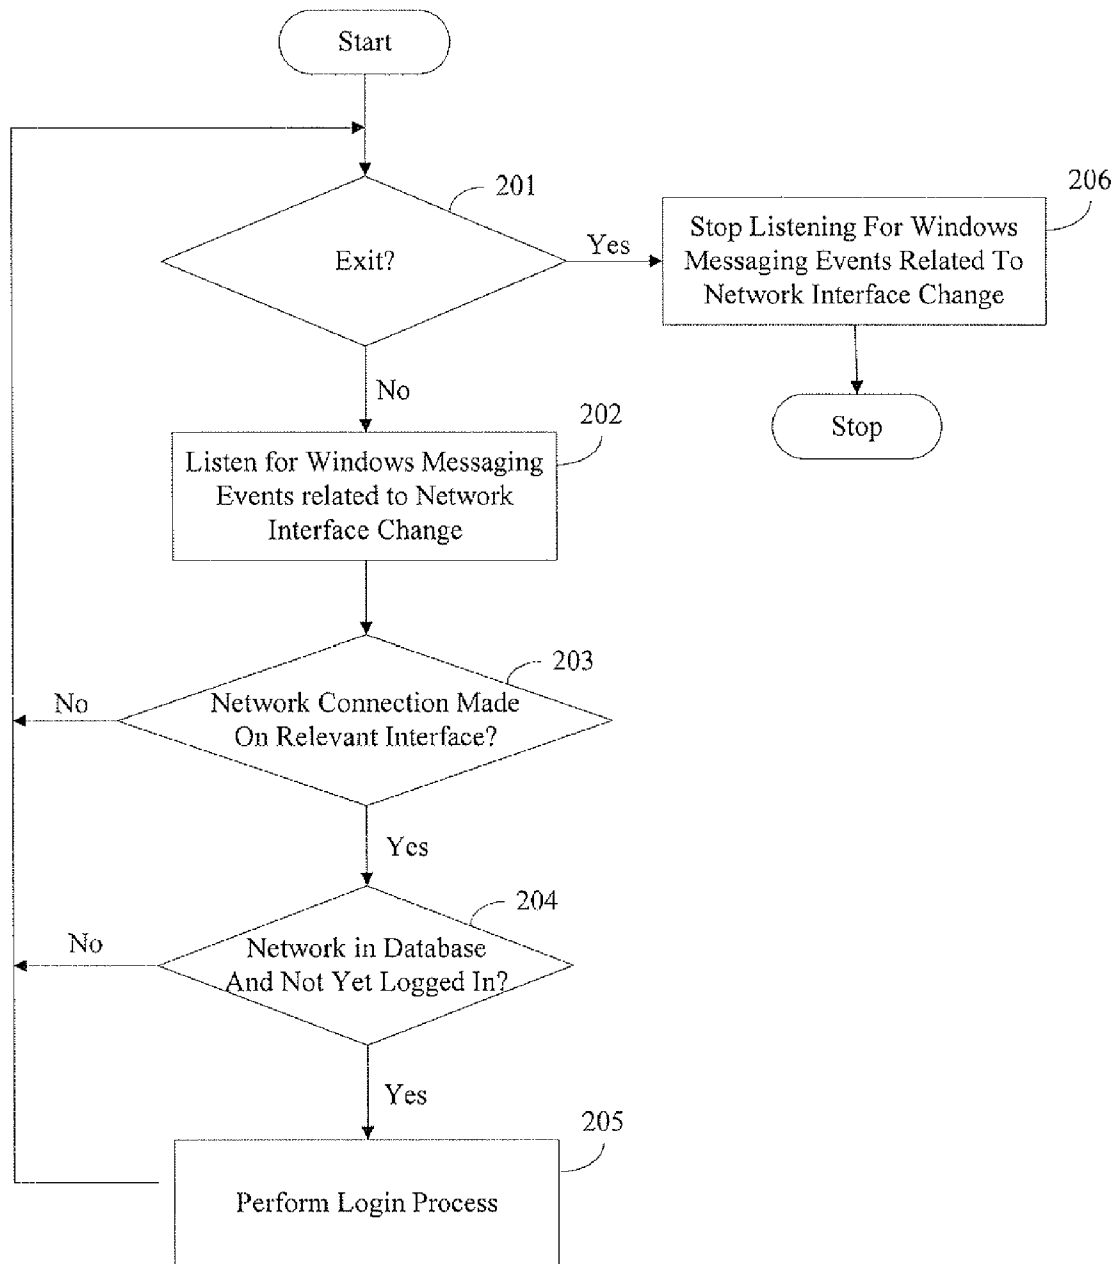 Start
201
Exit?
Yes
206
Stop Listening For Windows
Messaging Events Related To
Network Interface Change
No
Stop
202
Listen for Windows Messaging
Events related to Network
Interface Change
203
Network Connection Made
On Relevant Interface?
No
Yes
204
Network in Database
And Not Yet Logged In?
No
Yes
205
Perform Login Process